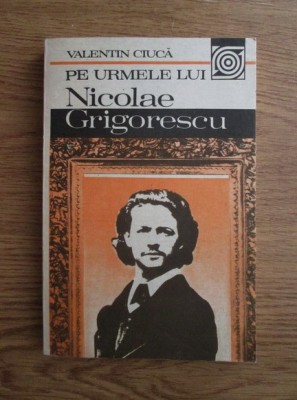 VALENTIN CIUCĂ
PE URMELE LUI
Nicolae
Grigorescu